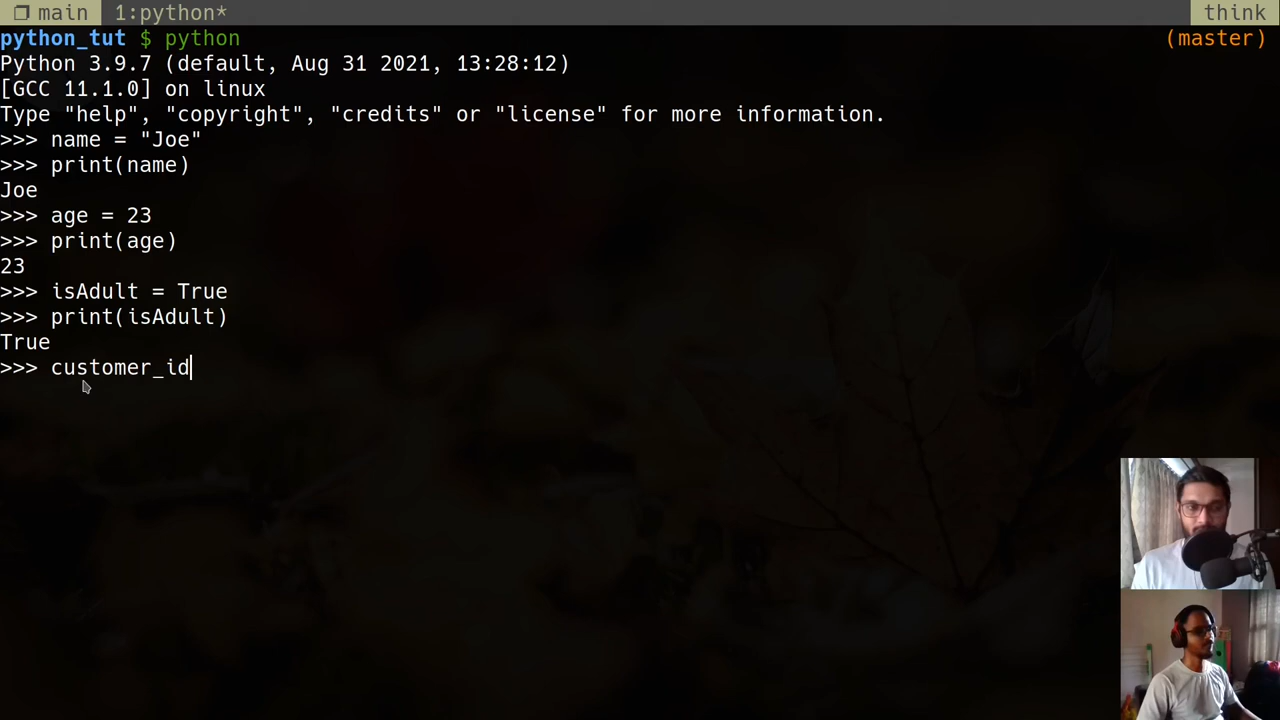 main 1:python* think
python_tut $ python (master)
Python 3.9.7 (default, Aug 31 2021, 13:28:12)
[GCC 11.1.0] on linux
Type "help", "copyright", "credits" or "license" for more information.
>>> name = "Joe"
>>> print(name)
Joe
>>> age = 23
>>> print(age)
23
>>> isAdult = True
>>> print(isAdult)
True
>>> customer_id